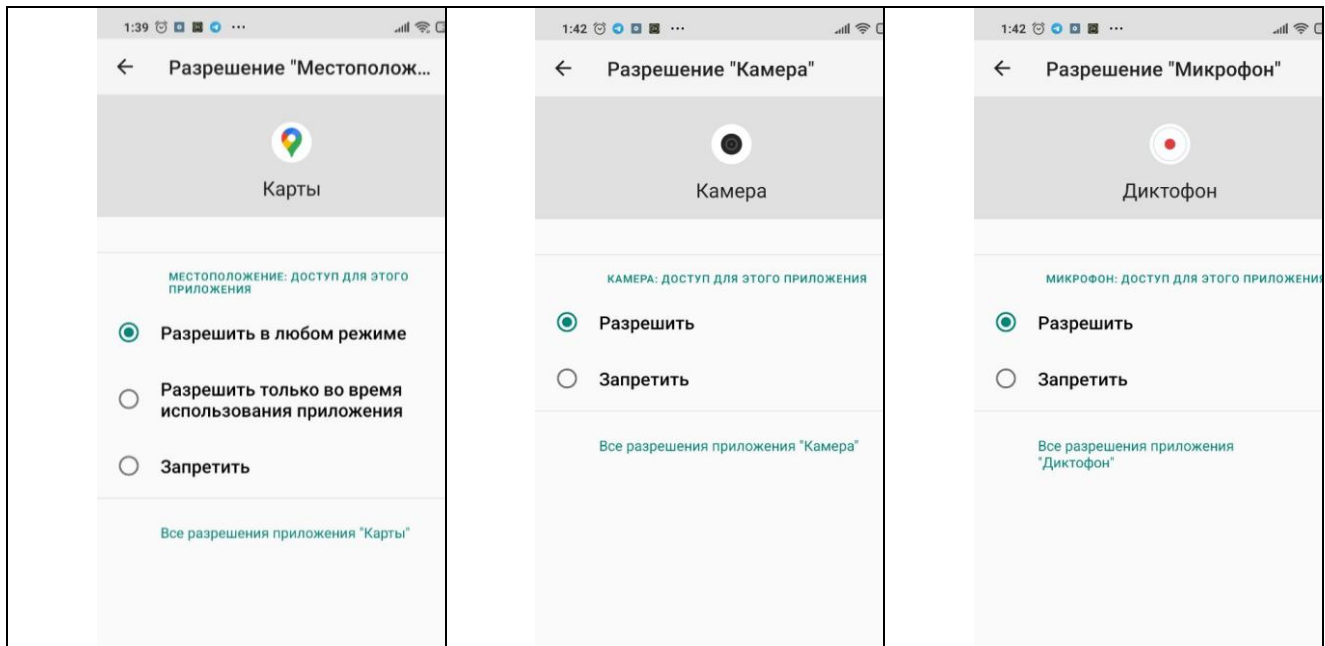 1:39
Разрешение "Местополож...
Карты
МЕСТОПОЛОЖЕНИЕ: ДОСТУП ДЛЯ ЭТОГО
ПРИЛОЖЕНИЯ
Разрешить в любом режиме
Разрешить только во время
использования приложения
Запретить
Все разрешения приложения "Карты"
1:42
Разрешение "Камера"
Камера
КАМЕРА: ДОСТУП ДЛЯ ЭТОГО ПРИЛОЖЕНИЯ
Разрешить
Запретить
Все разрешения приложения "Камера"
1:42
Разрешение "Микрофон"
Диктофон
МИКРОФОН: ДОСТУП ДЛЯ ЭТОГО ПРИЛОЖЕНИЯ
Разрешить
Запретить
Все разрешения приложения
"Диктофон"